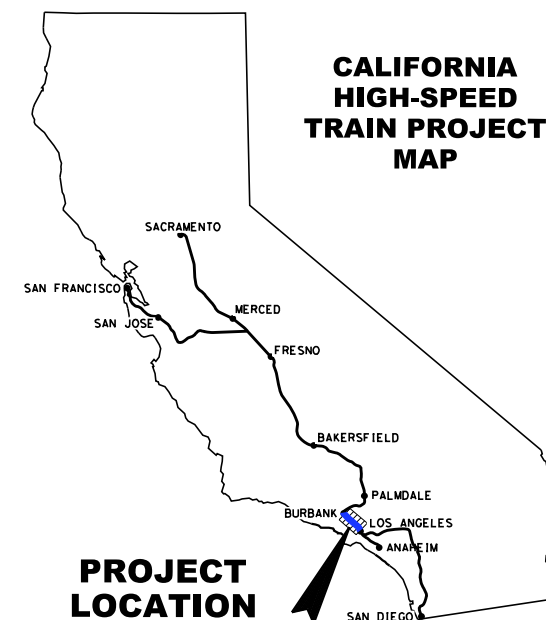 CALIFORNIA
HIGH-SPEED
TRAIN PROJECT
MAP
SACRAMENTO
SAN FRANCISCO
MERCED
SAN JOSE
FRESNO
BAKERSFIELD
PALMDALE
BURBANK
LOS ANGELES
ANAHEIM
PROJECT
LOCATION
SAN DIEGO